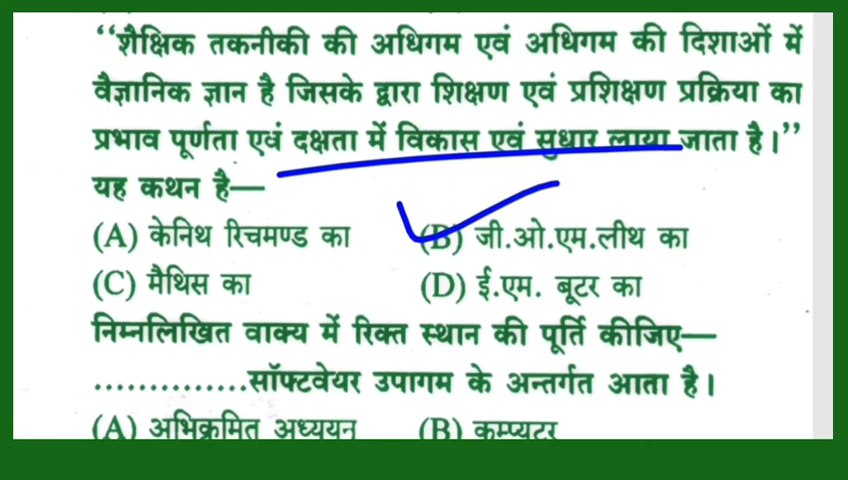 “शैक्षिक तकनीकी की अधिगम एवं अधिगम की दिशाओं में
वैज्ञानिक ज्ञान है जिसके द्वारा शिक्षण एवं प्रशिक्षण प्रक्रिया का
प्रभाव पूर्णता एवं दक्षता में विकास एवं सुधार लाया जाता है।”
यह कथन है—
(A) केनिथ रिचमण्ड का (B) जी.ओ.एम.लीथ का
(C) मैथिस का (D) ई.एम. बूटर का
निम्नलिखित वाक्य में रिक्त स्थान की पूर्ति कीजिए—
..............सॉफ्टवेयर उपागम के अन्तर्गत आता है।
(A) अभिक्रमित अध्ययन (B) कम्प्यूटर